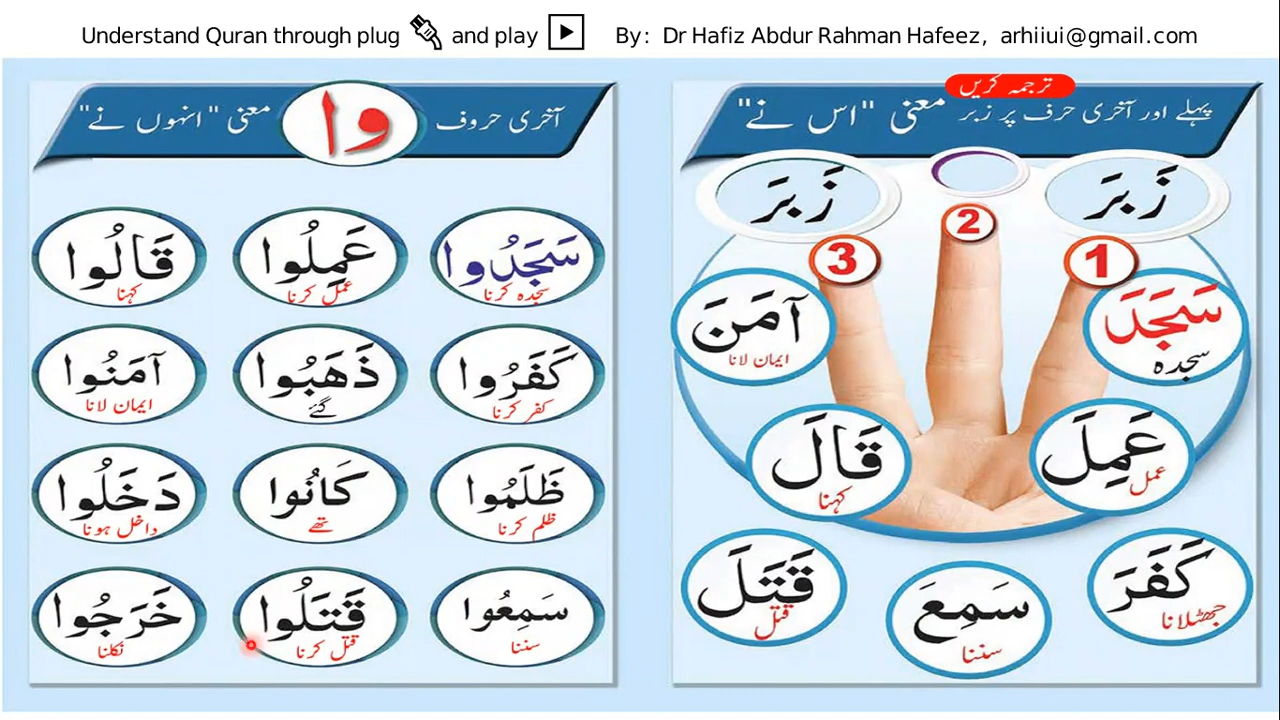 Understand Quran through plug and play By: Dr Hafiz Abdur Rahman Hafeez, arhiiui@gmail.com
ترجمہ کریں
پہلے اور آخری حرف پر زبر معنی "اس نے"
زَبَرَ
زَبَرَ
1
2
3
سَجَدَ
سجدہ
آمَنَ
ایمان لانا
عَمِلَ
عمل
قَالَ
کہنا
كَفَرَ
جھٹلانا
سَمِعَ
سننا
قَتَلَ
قتل
آخری حروف وا معنی "انہوں نے"
سَجَدُوا
سجدہ کرنا
عَمِلُوا
عمل کرنا
قَالُوا
کہنا
كَفَرُوا
کفر کرنا
ذَهَبُوا
گئے
آمَنُوا
ایمان لانا
ظَلَمُوا
ظلم کرنا
كَانُوا
تھے
دَخَلُوا
داخل ہونا
سَمِعُوا
سننا
قَتَلُوا
قتل کرنا
خَرَجُوا
نکلنا